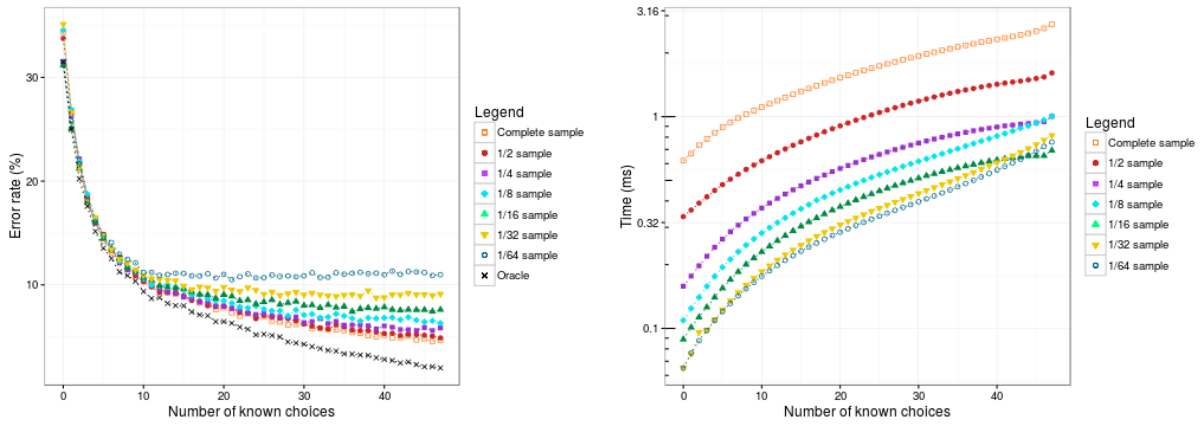 30
20
10
0
10
20
30
40
Error rate (%)
Number of known choices
Legend
Complete sample
1/2 sample
1/4 sample
1/8 sample
1/16 sample
1/32 sample
1/64 sample
Oracle
3.16
1
0.32
0.1
0
10
20
30
40
Time (ms)
Number of known choices
Legend
Complete sample
1/2 sample
1/4 sample
1/8 sample
1/16 sample
1/32 sample
1/64 sample